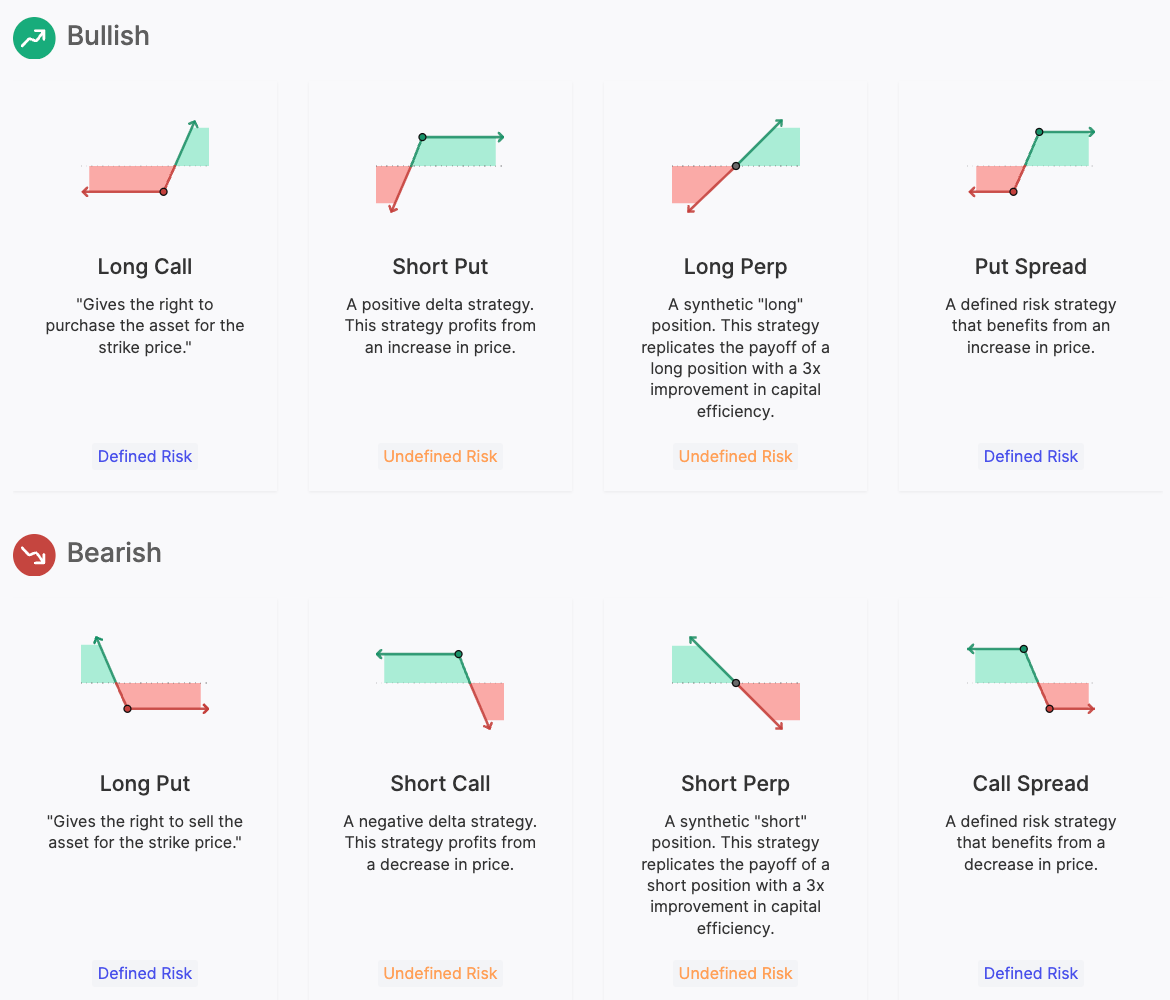 Bullish
Long Call
"Gives the right to
purchase the asset for the
strike price."
Defined Risk
Short Put
A positive delta strategy.
This strategy profits from
an increase in price.
Undefined Risk
Long Perp
A synthetic "long"
position. This strategy
replicates the payoff of a
long position with a 3x
improvement in capital
efficiency.
Undefined Risk
Put Spread
A defined risk strategy
that benefits from an
increase in price.
Defined Risk
Bearish
Long Put
"Gives the right to sell the
asset for the strike price."
Defined Risk
Short Call
A negative delta strategy.
This strategy profits from
a decrease in price.
Undefined Risk
Short Perp
A synthetic "short"
position. This strategy
replicates the payoff of a
short position with a 3x
improvement in capital
efficiency.
Undefined Risk
Call Spread
A defined risk strategy
that benefits from a
decrease in price.
Defined Risk